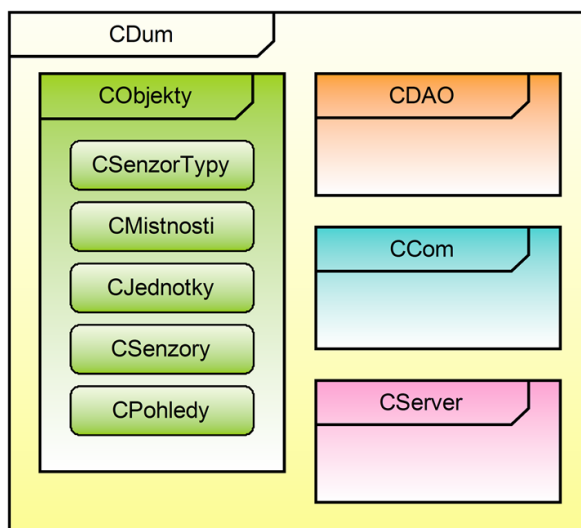 CDum
CObjekty
CSenzorTypy
CMistnosti
CJednotky
CSenzory
CPohledy
CDAO
CCom
CServer